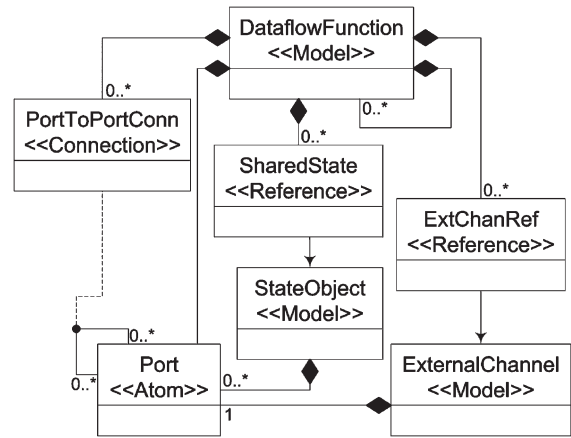 DataflowFunction
<<Model>>
0..*
PortToPortConn
<<Connection>>
0..*
0..*
SharedState
<<Reference>>
0..*
ExtChanRef
<<Reference>>
StateObject
<<Model>>
0..*
0..*
Port
<<Atom>>
0..*
1
ExternalChannel
<<Model>>